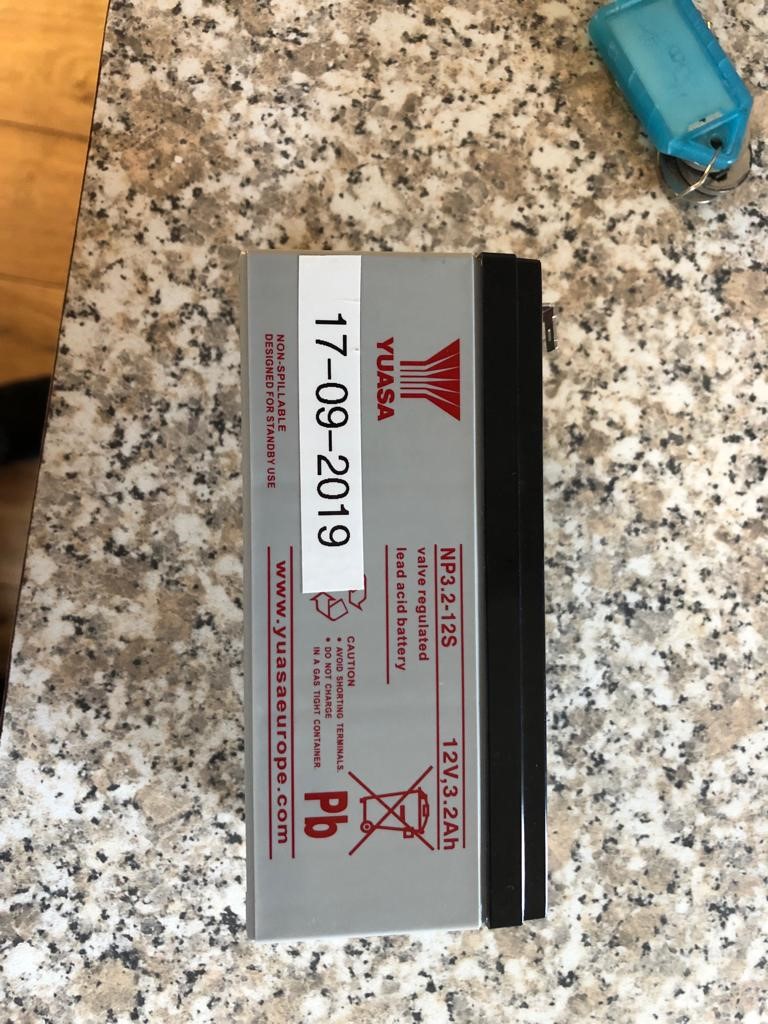 YUASA
NP3.2-12S 12V,3.2Ah
valve regulated
lead acid battery
17-09-2019
CAUTION
• AVOID SHORTING TERMINALS.
• DO NOT CHARGE
IN A GAS TIGHT CONTAINER
Pb
NON-SPILLABLE
DESIGNED FOR STANDBY USE
www.yuasaeurope.com